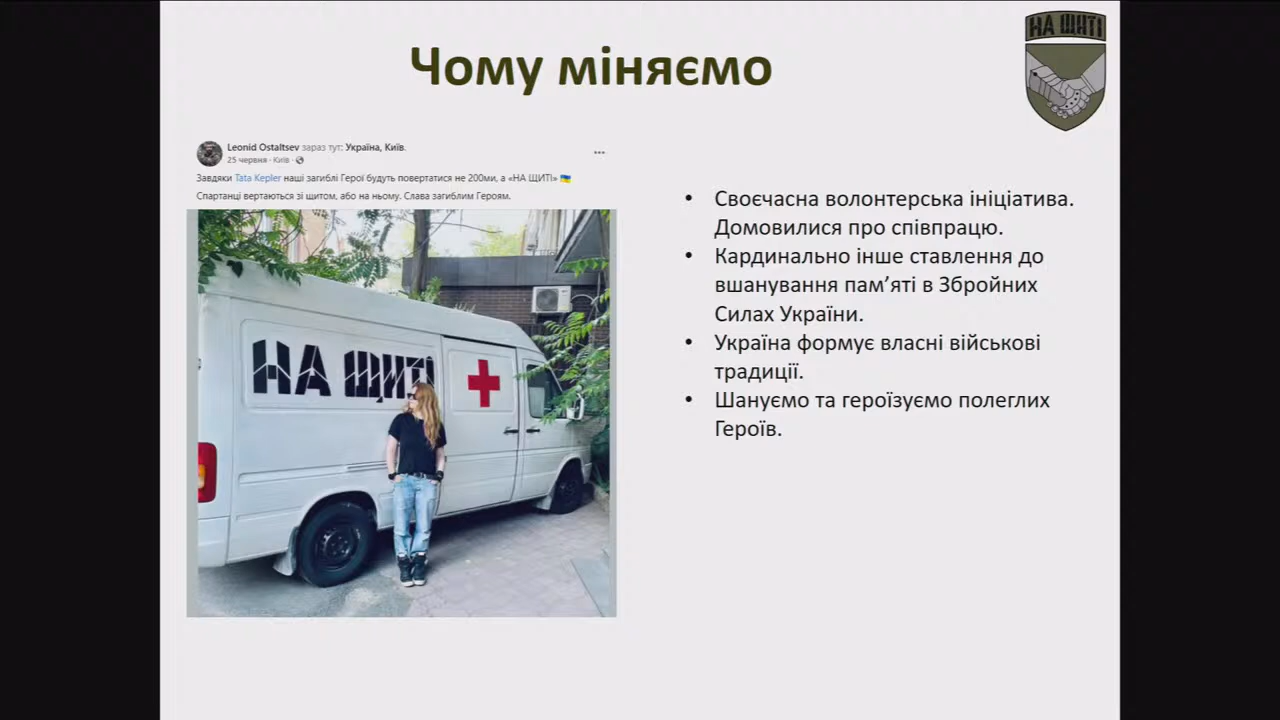 НА ЩИТІ
Чому міняємо
Leonid Ostaltsev зараз тут: Україна, Київ.
25 червня · Київ ·
Завдяки Tata Kepler наші загиблі Герої будуть повертатися не 200ми, а «НА ЩИТІ»
Спартанці вертаються зі щитом, або на ньому. Слава загиблим Героям.
НА ЩИТІ
• Своєчасна волонтерська ініціатива.
Домовилися про співпрацю.
• Кардинально інше ставлення до
вшанування пам’яті в Збройних
Силах України.
• Україна формує власні військові
традиції.
• Шануємо та героїзуємо полеглих
Героїв.